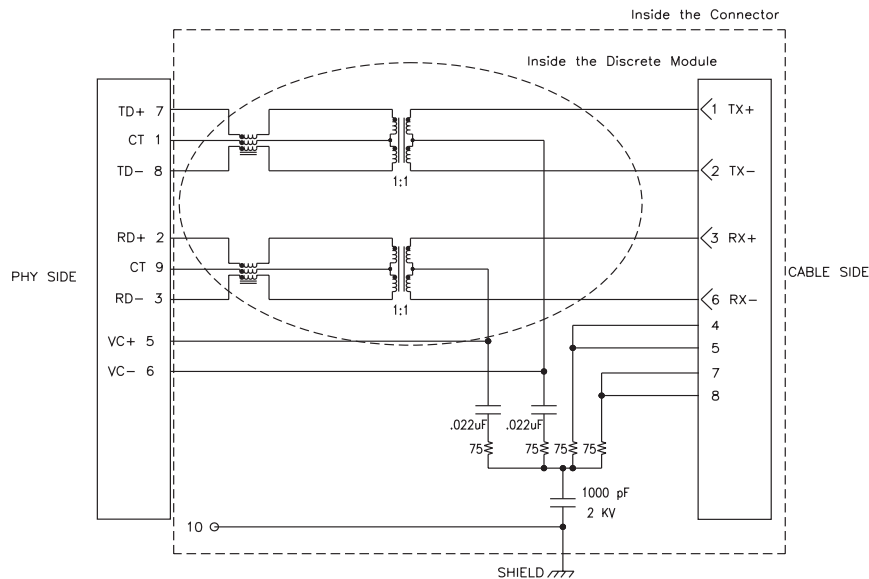 Inside the Connector
Inside the Discrete Module
TD+ 7
1 TX+
CT 1
TD- 8
2 TX-
1:1
RD+ 2
3 RX+
CT 9
PHY SIDE
CABLE SIDE
RD- 3
6 RX-
1:1
4
VC+ 5
5
VC- 6
7
8
.022uF
.022uF
75
75
75
75
1000 pF
2 KV
10
SHIELD